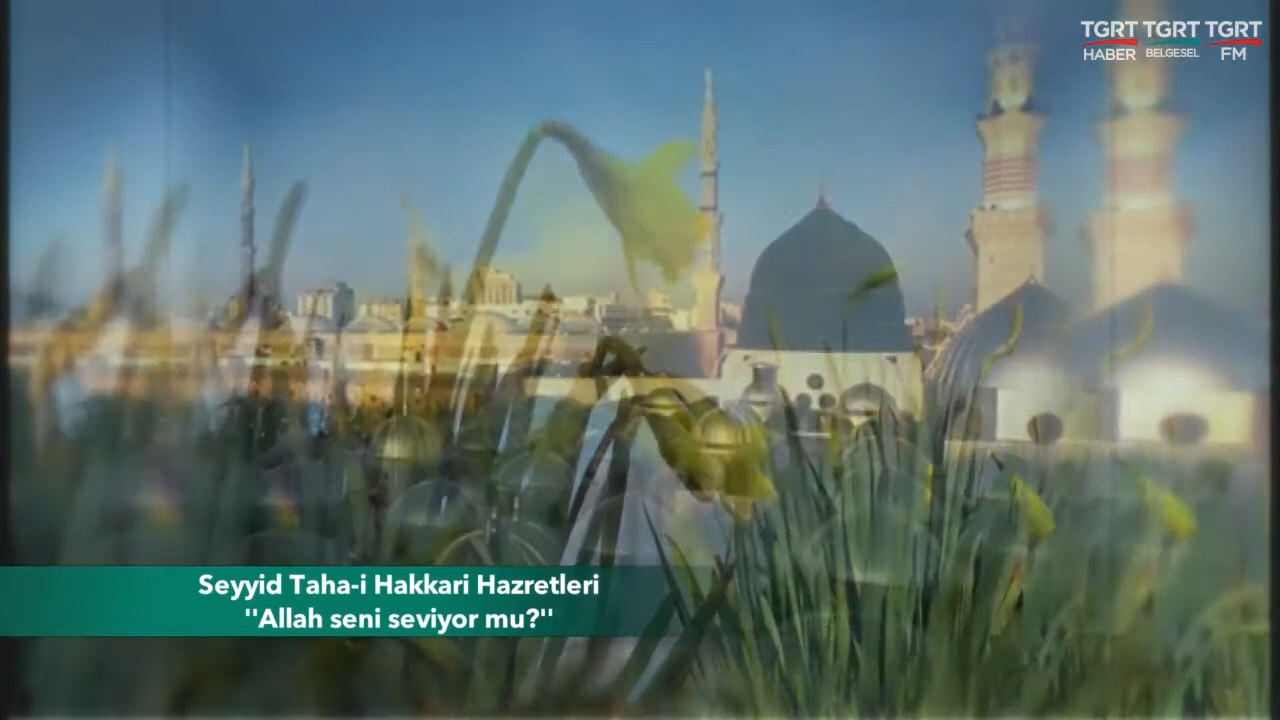 TGRT TGRT TGRT
HABER BELGESEL FM
Seyyid Taha-i Hakkari Hazretleri
"Allah seni seviyor mu?"